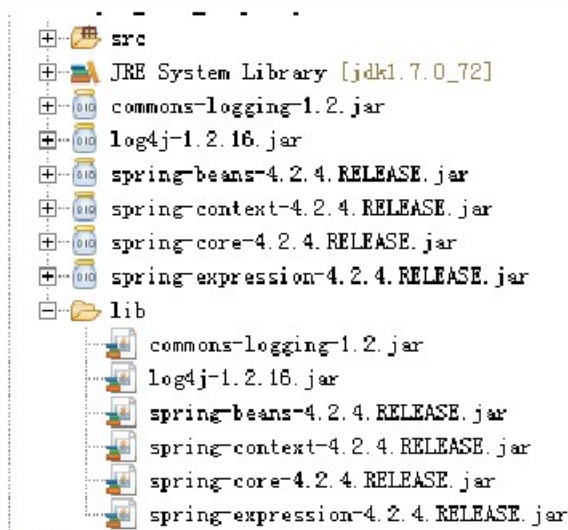 src
JRE System Library [jdk1.7.0_72]
commons-logging-1.2.jar
log4j-1.2.16.jar
spring-beans-4.2.4.RELEASE.jar
spring-context-4.2.4.RELEASE.jar
spring-core-4.2.4.RELEASE.jar
spring-expression-4.2.4.RELEASE.jar
lib
commons-logging-1.2.jar
log4j-1.2.16.jar
spring-beans-4.2.4.RELEASE.jar
spring-context-4.2.4.RELEASE.jar
spring-core-4.2.4.RELEASE.jar
spring-expression-4.2.4.RELEASE.jar